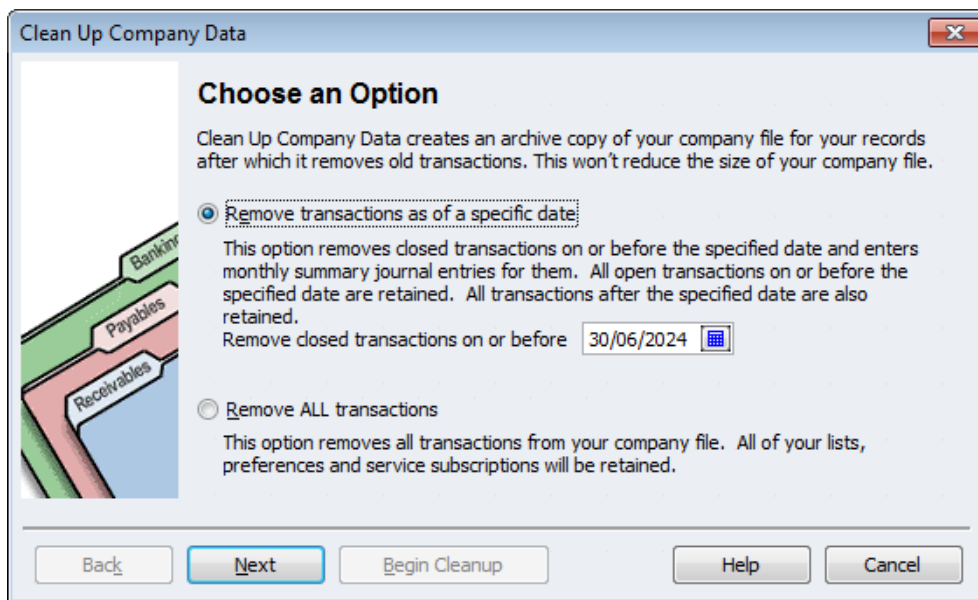 Clean Up Company Data
Choose an Option
Clean Up Company Data creates an archive copy of your company file for your records
after which it removes old transactions. This won't reduce the size of your company file.
Remove transactions as of a specific date
This option removes closed transactions on or before the specified date and enters
monthly summary journal entries for them. All open transactions on or before the
specified date are retained. All transactions after the specified date are also
retained.
Remove closed transactions on or before 30/06/2024
Remove ALL transactions
This option removes all transactions from your company file. All of your lists,
preferences and service subscriptions will be retained.
Banking
Payables
Receivables
Back Next Begin Cleanup Help Cancel